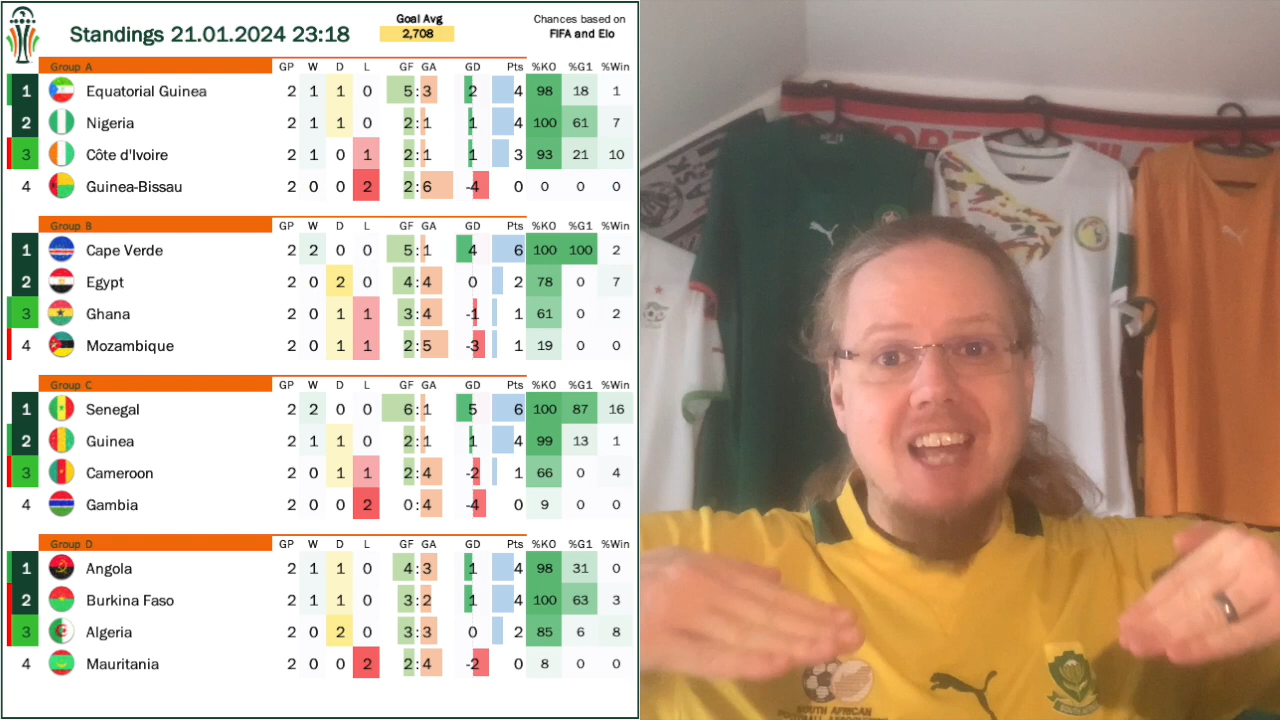 Standings 21.01.2024 23:18
Goal Avg
2,708
Chances based on
FIFA and Elo
Group A GP W D L GF GA GD Pts %KO %G1 %Win
1 Equatorial Guinea 2 1 1 0 5:3 2 4 98 18 1
2 Nigeria 2 1 1 0 2:1 1 4 100 61 7
3 Côte d'Ivoire 2 1 0 1 2:1 1 3 93 21 10
4 Guinea-Bissau 2 0 0 2 2:6 -4 0 0 0 0
Group B GP W D L GF GA GD Pts %KO %G1 %Win
1 Cape Verde 2 2 0 0 5:1 4 6 100 100 2
2 Egypt 2 0 2 0 4:4 0 2 78 0 7
3 Ghana 2 0 1 1 3:4 -1 1 61 0 2
4 Mozambique 2 0 1 1 2:5 -3 1 19 0 0
Group C GP W D L GF GA GD Pts %KO %G1 %Win
1 Senegal 2 2 0 0 6:1 5 6 100 87 16
2 Guinea 2 1 1 0 2:1 1 4 99 13 1
3 Cameroon 2 0 1 1 2:4 -2 1 66 0 4
4 Gambia 2 0 0 2 0:4 -4 0 9 0 0
Group D GP W D L GF GA GD Pts %KO %G1 %Win
1 Angola 2 1 1 0 4:3 1 4 98 31 0
2 Burkina Faso 2 1 1 0 3:2 1 4 100 63 3
3 Algeria 2 0 2 0 3:3 0 2 85 6 8
4 Mauritania 2 0 0 2 2:4 -2 0 8 0 0
SOUTH AFRICAN
FOOTBALL ASSOCIATION